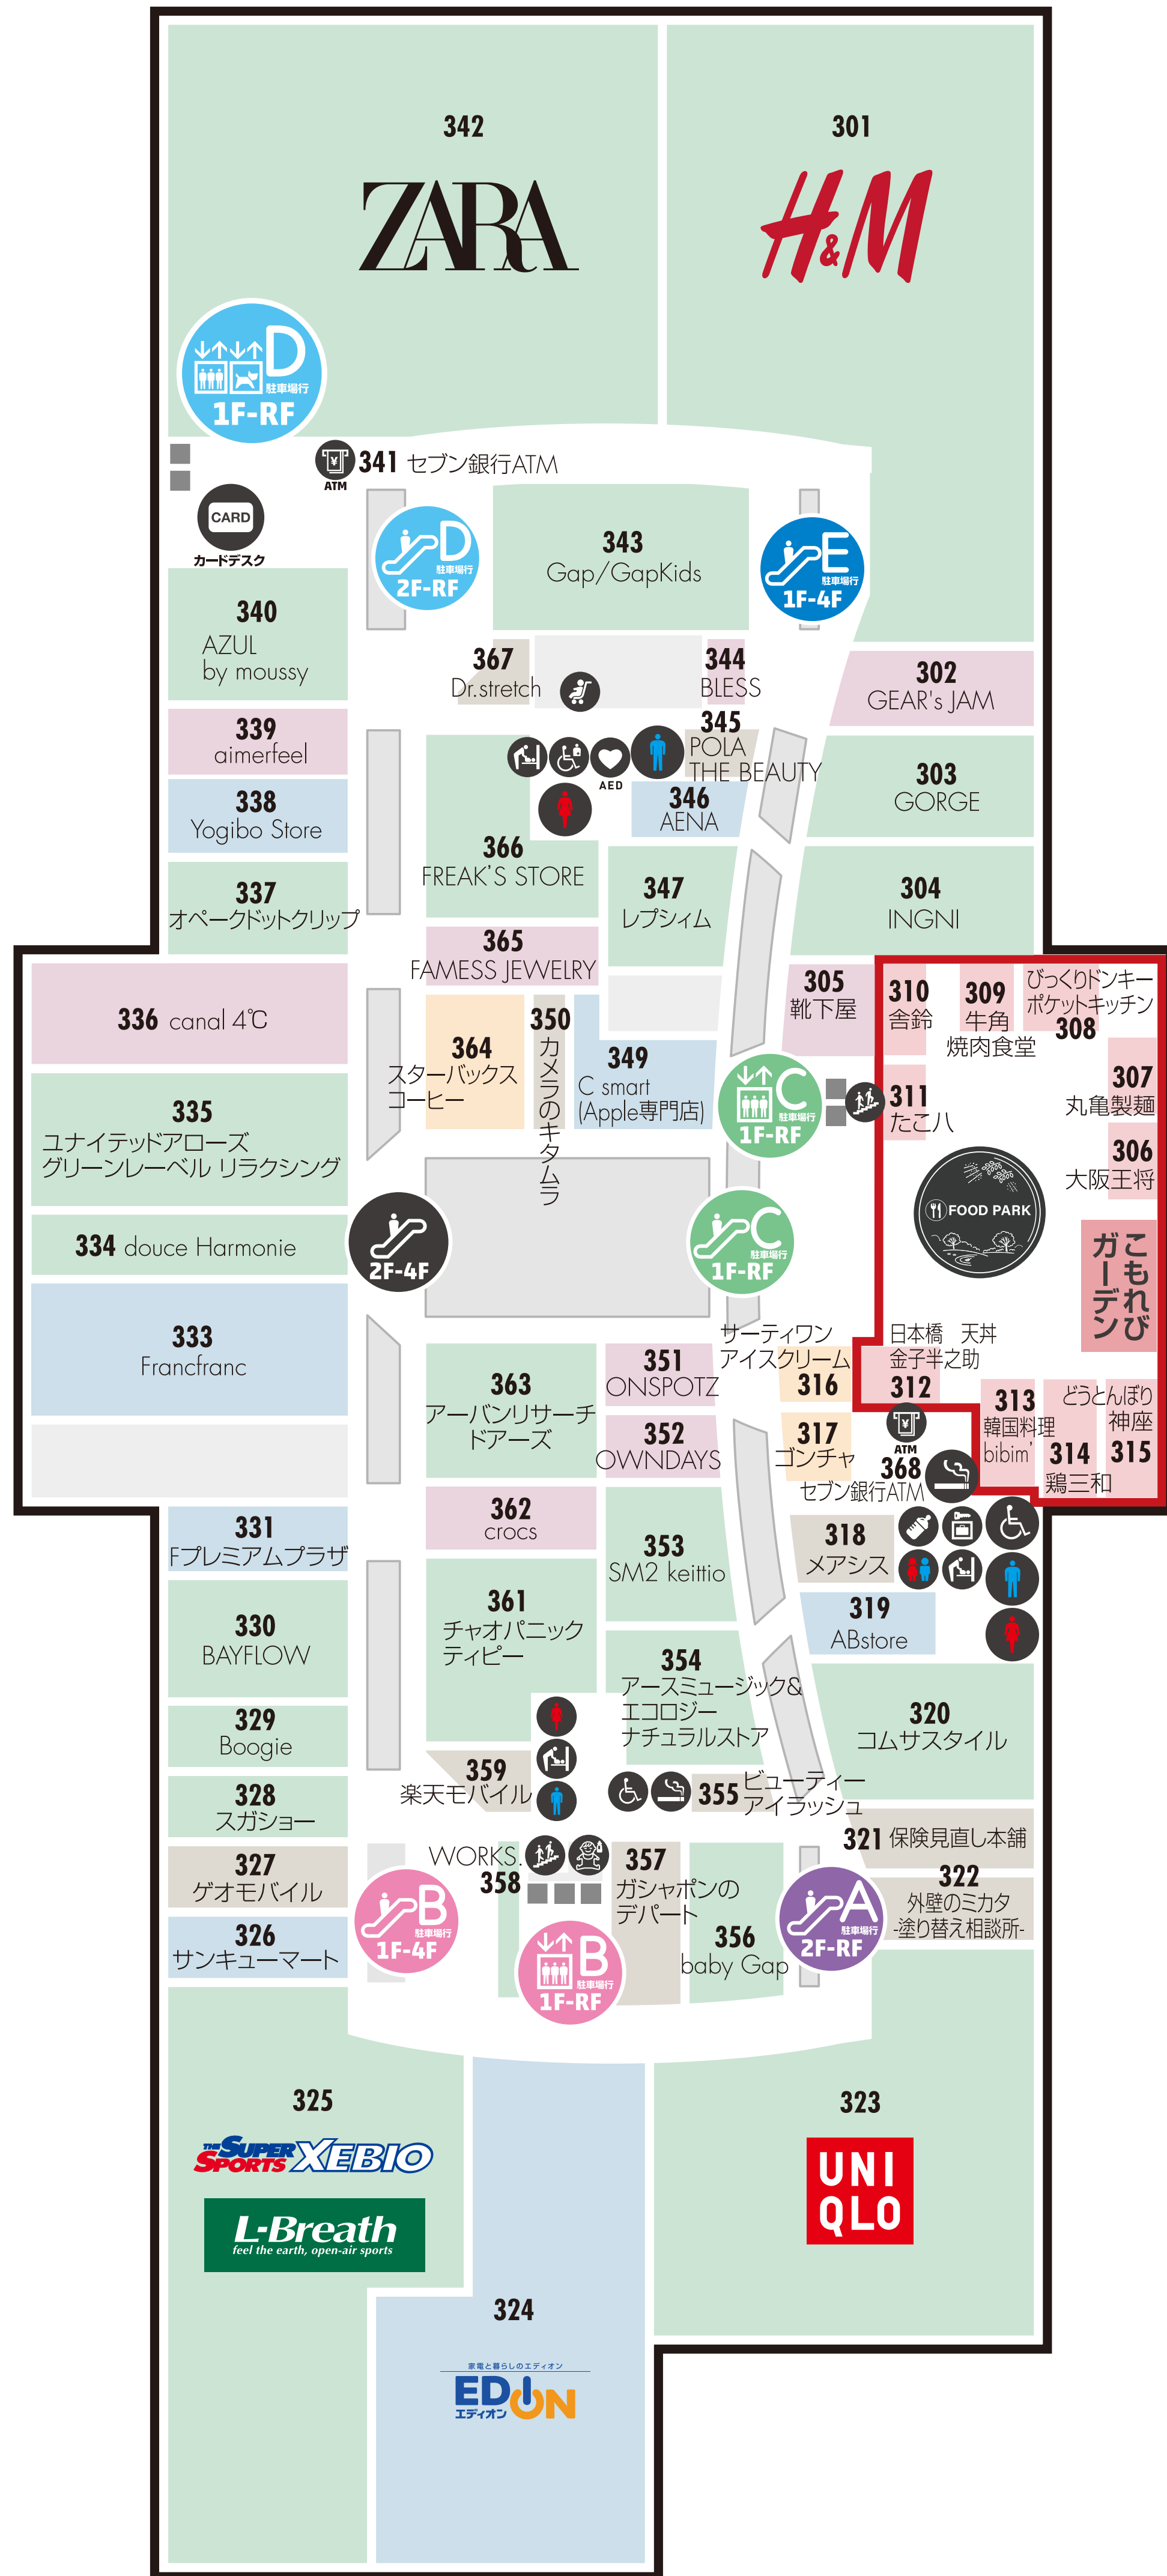 342
ZARA
301
H&M
D
駐車場行
1F-RF
ATM
341 セブン銀行ATM
CARD
カードデスク
D
駐車場行
2F-RF
343
Gap/GapKids
E
駐車場行
1F-4F
340
AZUL
by moussy
367
Dr.stretch
344
BLESS
302
GEAR's JAM
339
aimerfeel
AED
345
POLA
THE BEAUTY
303
GORGE
338
Yogibo Store
346
AENA
366
FREAK'S STORE
337
オペークドットクリップ
347
レプシィム
304
INGNI
365
FAMESS JEWELRY
336 canal 4℃
305
靴下屋
310
舎鈴
309
牛角
焼肉食堂
びっくりドンキー
ポケットキッチン
308
364
スターバックス
コーヒー
350
カメラのキタムラ
349
C smart
(Apple専門店)
C
駐車場行
1F-RF
311
たこ八
307
丸亀製麺
335
ユナイテッドアローズ
グリーンレーベル リラクシング
306
大阪王将
FOOD PARK
334 douce Harmonie
2F-4F
C
駐車場行
1F-RF
こもれび
ガーデン
333
Francfranc
363
アーバンリサーチ
ドアーズ
351
ONSPOTZ
サーティワン
アイスクリーム
316
日本橋 天丼
金子半之助
312
352
OWNDAYS
317
ゴンチャ
ATM
368
セブン銀行ATM
313
韓国料理
bibim'
314
鶏三和
どうとんぼり
神座
315
331
Fプレミアムプラザ
362
crocs
353
SM2 keittio
318
メアシス
330
BAYFLOW
361
チャオパニック
ティピー
319
ABstore
354
アースミュージック&
エコロジー
ナチュラルストア
320
コムサスタイル
329
Boogie
328
スガショー
359
楽天モバイル
355 ビューティー
アイラッシュ
321 保険見直し本舗
327
ゲオモバイル
WORKS.
358
357
ガシャポンの
デパート
322
外壁のミカタ
-塗り替え相談所-
326
サンキューマート
B
駐車場行
1F-4F
B
駐車場行
1F-RF
356
baby Gap
A
駐車場行
2F-RF
325
THE SUPER SPORTS XEBIO
L-Breath
feel the earth, open-air sports
323
UNI
QLO
324
家電と暮らしのエディオン
EDION
エディオン